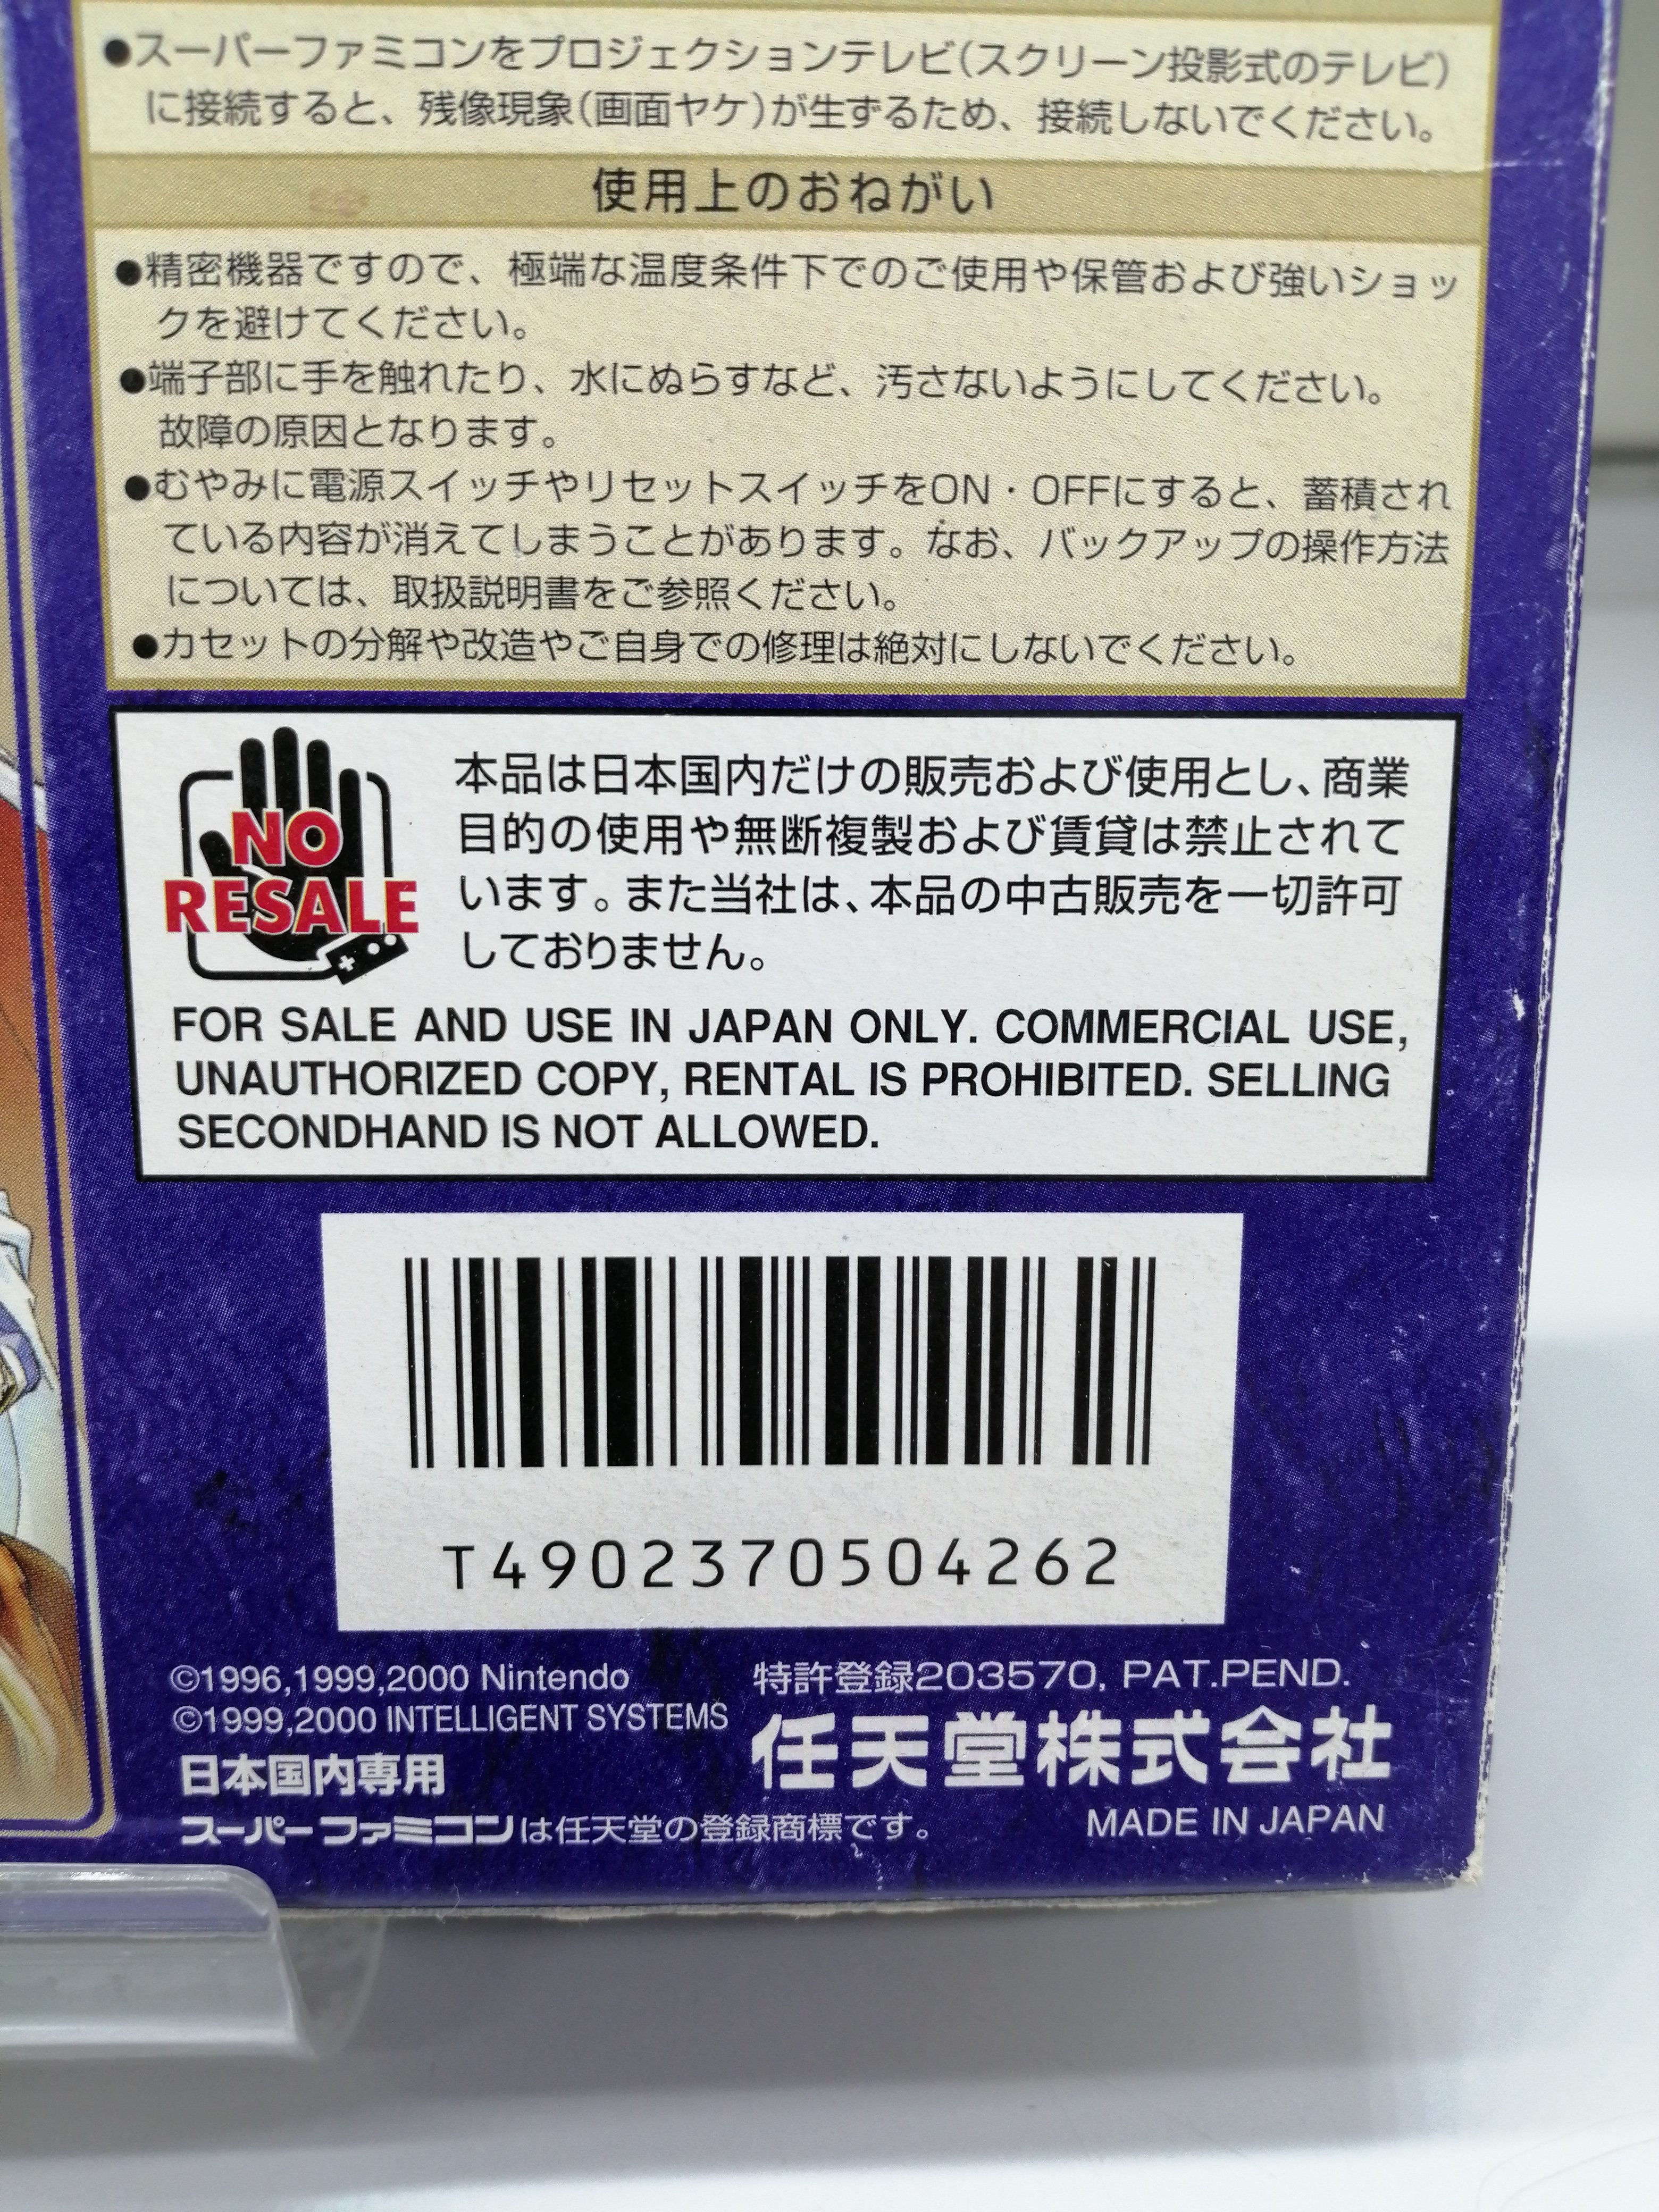 ●スーパーファミコンをプロジェクションテレビ(スクリーン投影式のテレビ)
に接続すると、残像現象(画面ヤケ)が生ずるため、接続しないでください。
使用上のおねがい
●精密機器ですので、極端な温度条件下でのご使用や保管および強いショッ
クを避けてください。
●端子部に手を触れたり、水にぬらすなど、汚さないようにしてください。
故障の原因となります。
●むやみに電源スイッチやリセットスイッチをON・OFFにすると、蓄積され
ている内容が消えてしまうことがあります。なお、バックアップの操作方法
については、取扱説明書をご参照ください。
●カセットの分解や改造やご自身での修理は絶対にしないでください。
NO
RESALE
本品は日本国内だけの販売および使用とし、商業
目的の使用や無断複製および賃貸は禁止されて
います。また当社は、本品の中古販売を一切許可
しておりません。
FOR SALE AND USE IN JAPAN ONLY. COMMERCIAL USE,
UNAUTHORIZED COPY, RENTAL IS PROHIBITED. SELLING
SECONDHAND IS NOT ALLOWED.
T4902370504262
©1996,1999,2000 Nintendo
©1999,2000 INTELLIGENT SYSTEMS
日本国内専用
スーパーファミコンは任天堂の登録商標です。
特許登録203570, PAT.PEND.
任天堂株式会社
MADE IN JAPAN